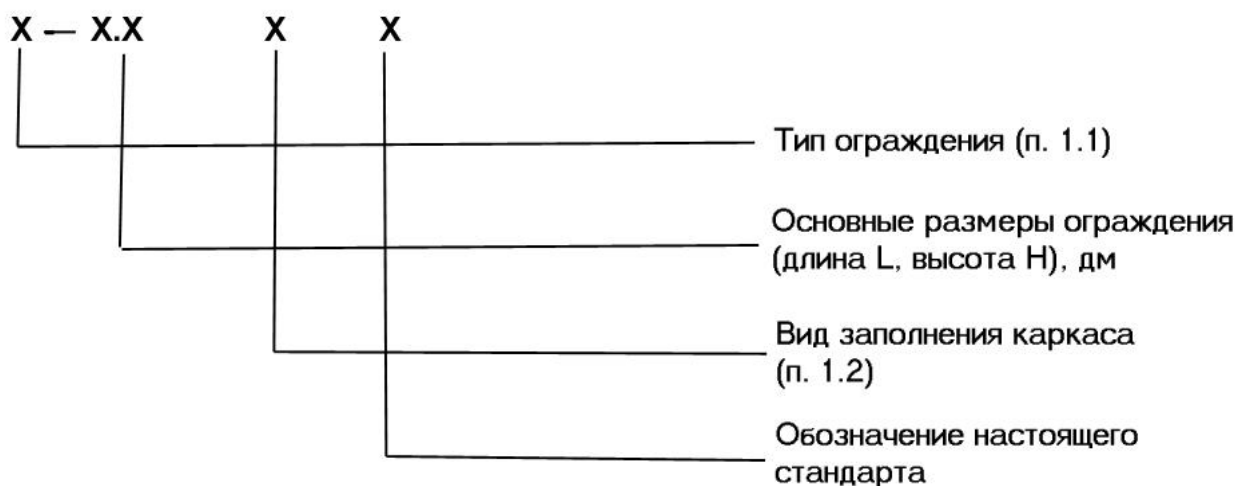 X — X.X X X
Тип ограждения (п. 1.1)
Основные размеры ограждения
(длина L, высота H), дм
Вид заполнения каркаса
(п. 1.2)
Обозначение настоящего
стандарта